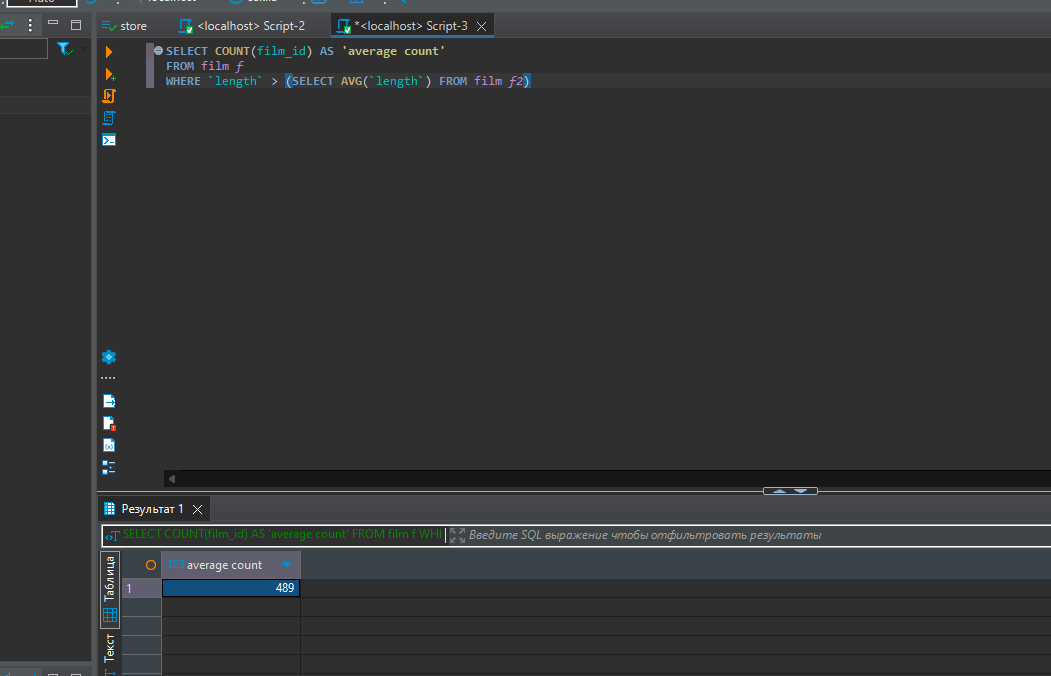 store
<localhost> Script-2
*<localhost> Script-3
SELECT COUNT(film_id) AS 'average count'
FROM film f
WHERE `length` > (SELECT AVG(`length`) FROM film f2)
Результат 1
SELECT COUNT(film_id) AS 'average count' FROM film f WHI
Введите SQL выражение чтобы отфильтровать результаты
Таблица
Текст
123 average count
1
489